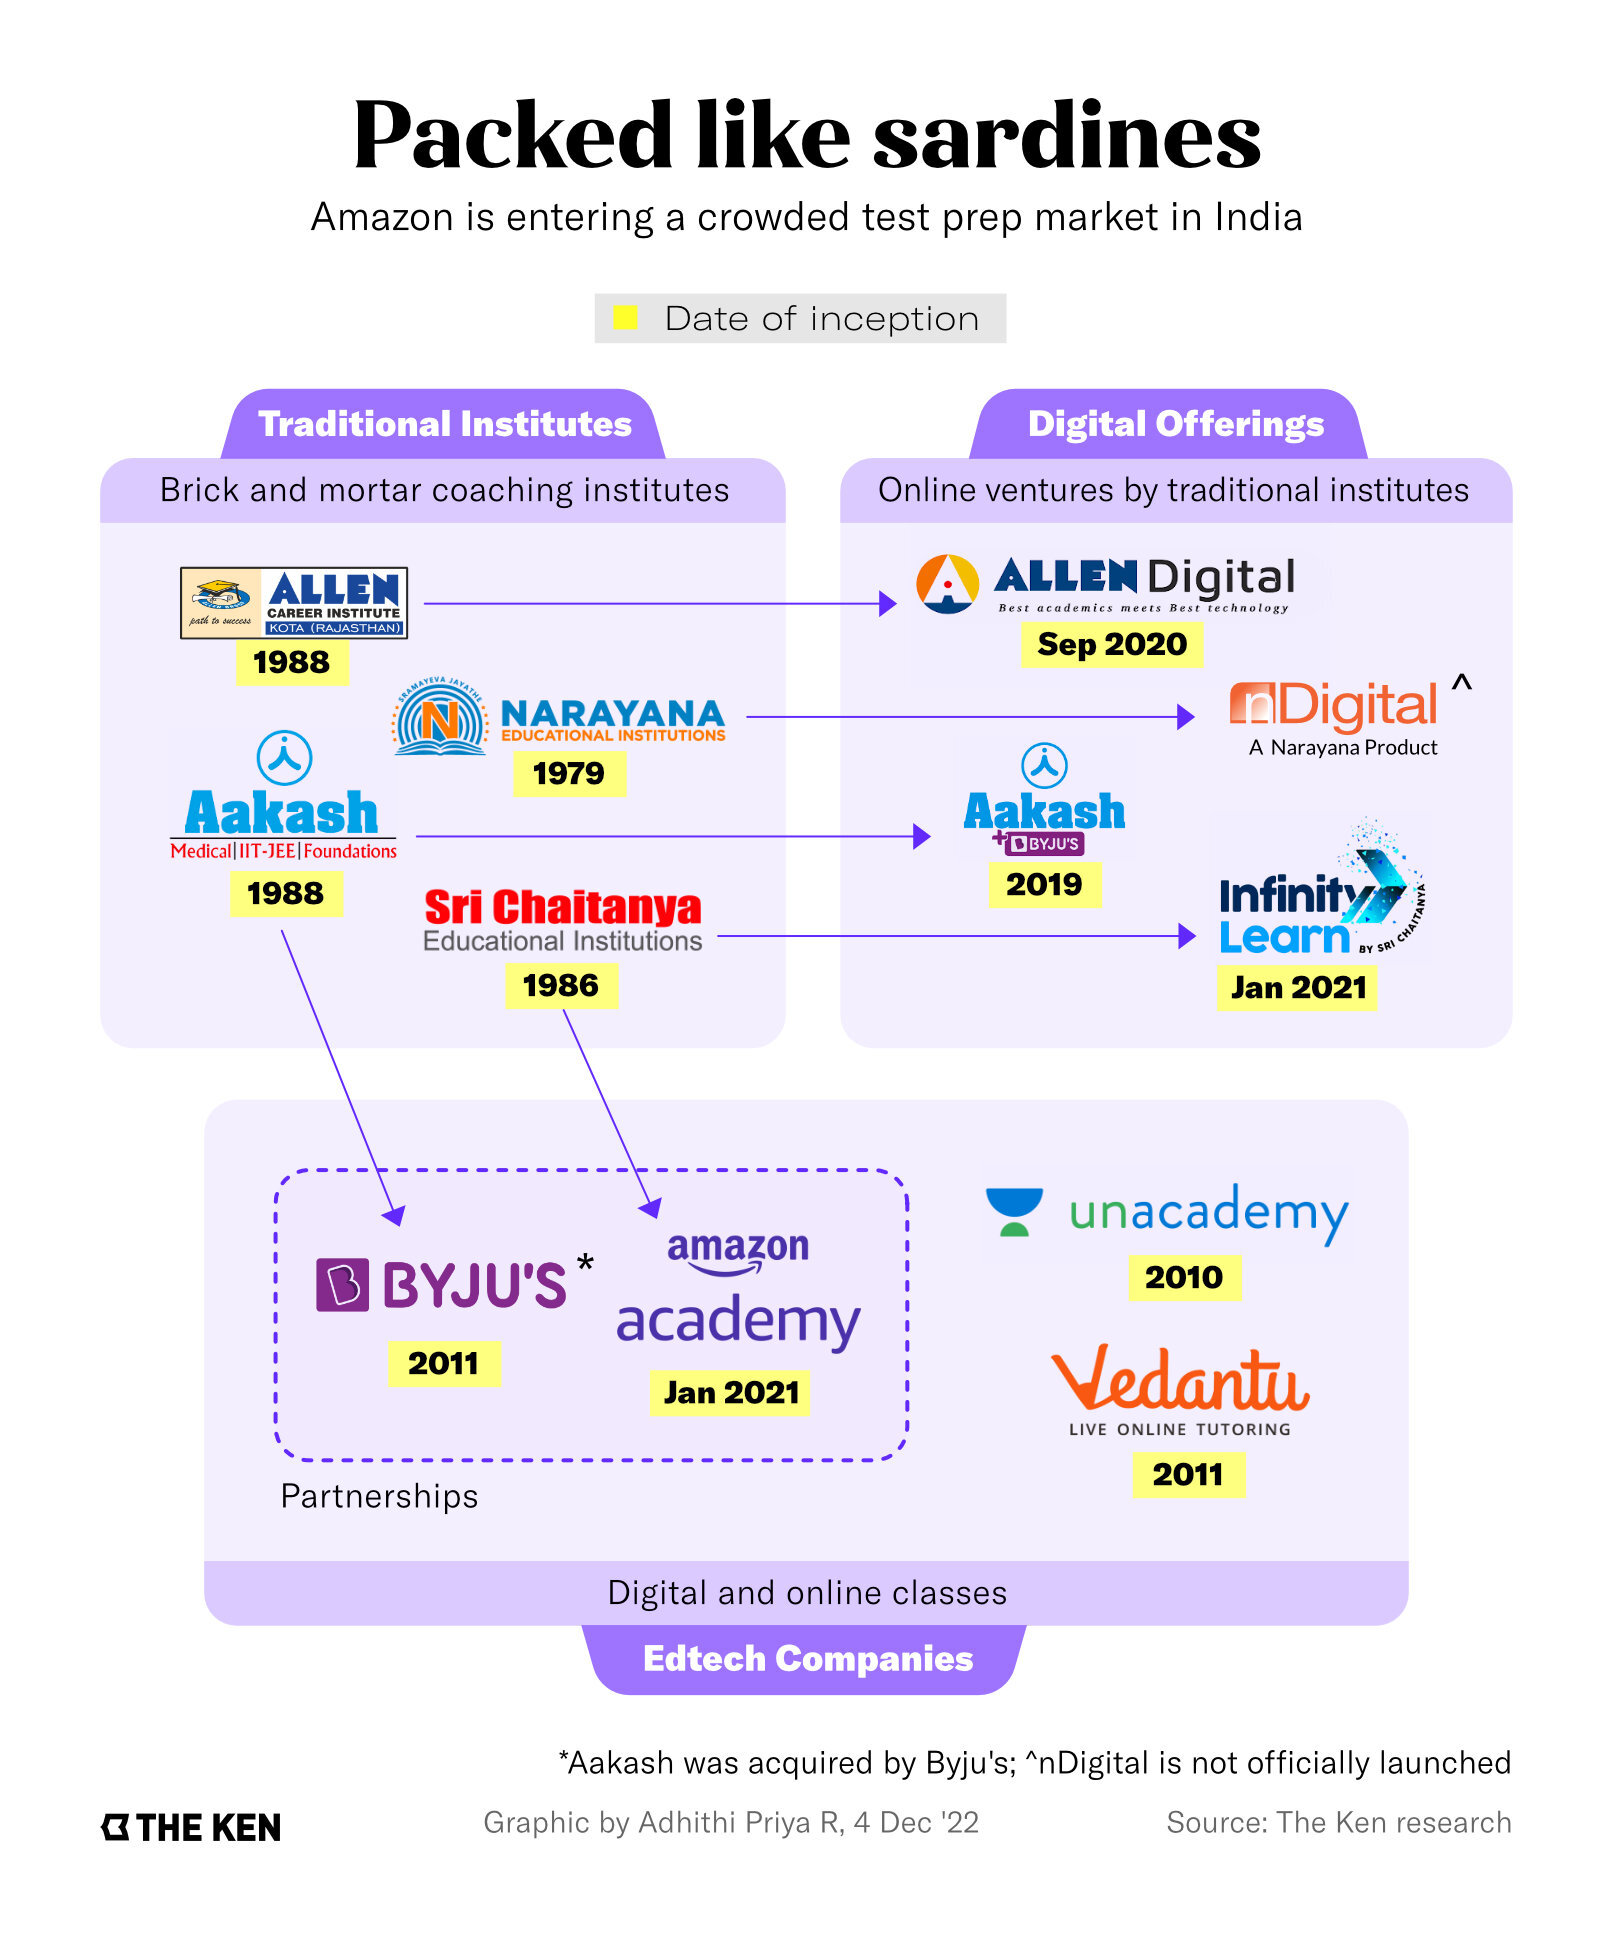 Packed like sardines
Amazon is entering a crowded test prep market in India
Date of inception
Traditional Institutes
Brick and mortar coaching institutes
ALLEN
CAREER INSTITUTE
path to success
KOTA (RAJASTHAN)
1988
SRAMAYEVA JAYATHE
N
NARAYANA
EDUCATIONAL INSTITUTIONS
1979
Aakash
Medical|IIT-JEE|Foundations
1988
Sri Chaitanya
Educational Institutions
1986
Digital Offerings
Online ventures by traditional institutes
ALLEN Digital
Best academics meets Best technology
Sep 2020
nDigital ^
A Narayana Product
Aakash
+BYJU'S
2019
Infinity
Learn
BY SRI CHAITANYA
Jan 2021
BYJU'S *
2011
amazon
academy
Jan 2021
Partnerships
unacademy
2010
Vedantu
LIVE ONLINE TUTORING
2011
Digital and online classes
Edtech Companies
*Aakash was acquired by Byju's; ^nDigital is not officially launched
THE KEN
Graphic by Adhithi Priya R, 4 Dec '22
Source: The Ken research